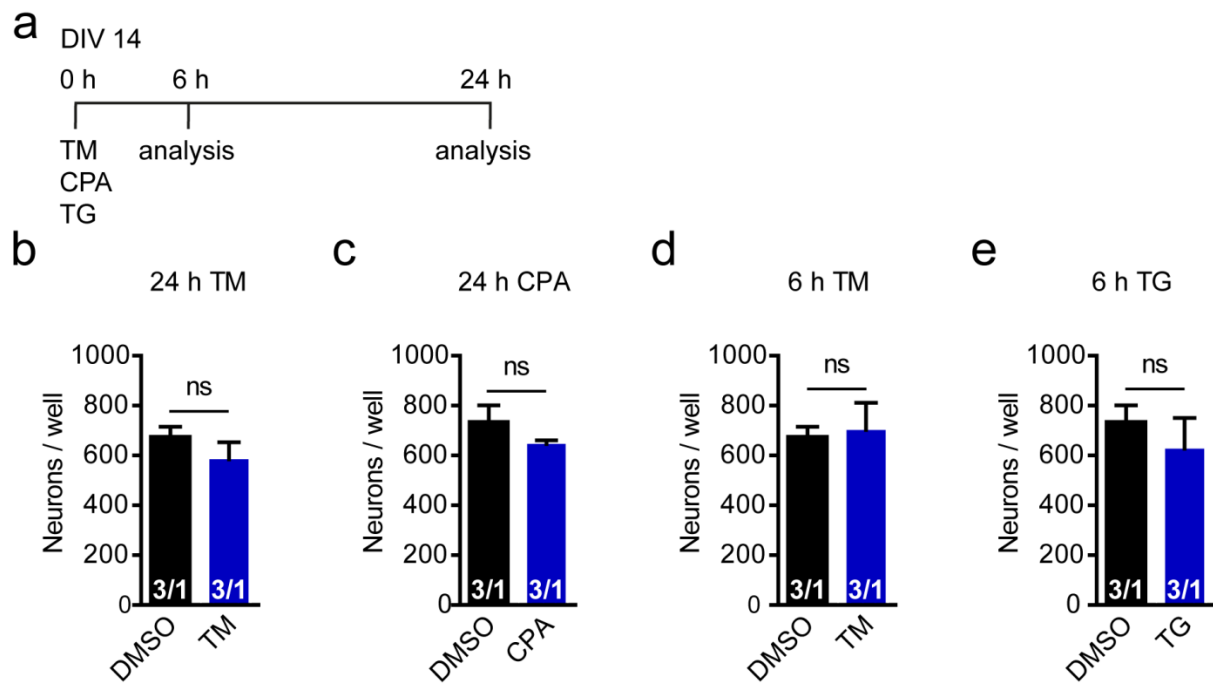 a
DIV 14
0 h 6 h 24 h
TM analysis analysis
CPA
TG
b
24 h TM
1000
800
600
400
200
0
Neurons / well
ns
3/1 3/1
DMSO TM
c
24 h CPA
1000
800
600
400
200
0
Neurons / well
ns
3/1 3/1
DMSO CPA
d
6 h TM
1000
800
600
400
200
0
Neurons / well
ns
3/1 3/1
DMSO TM
e
6 h TG
1000
800
600
400
200
0
Neurons / well
ns
3/1 3/1
DMSO TG